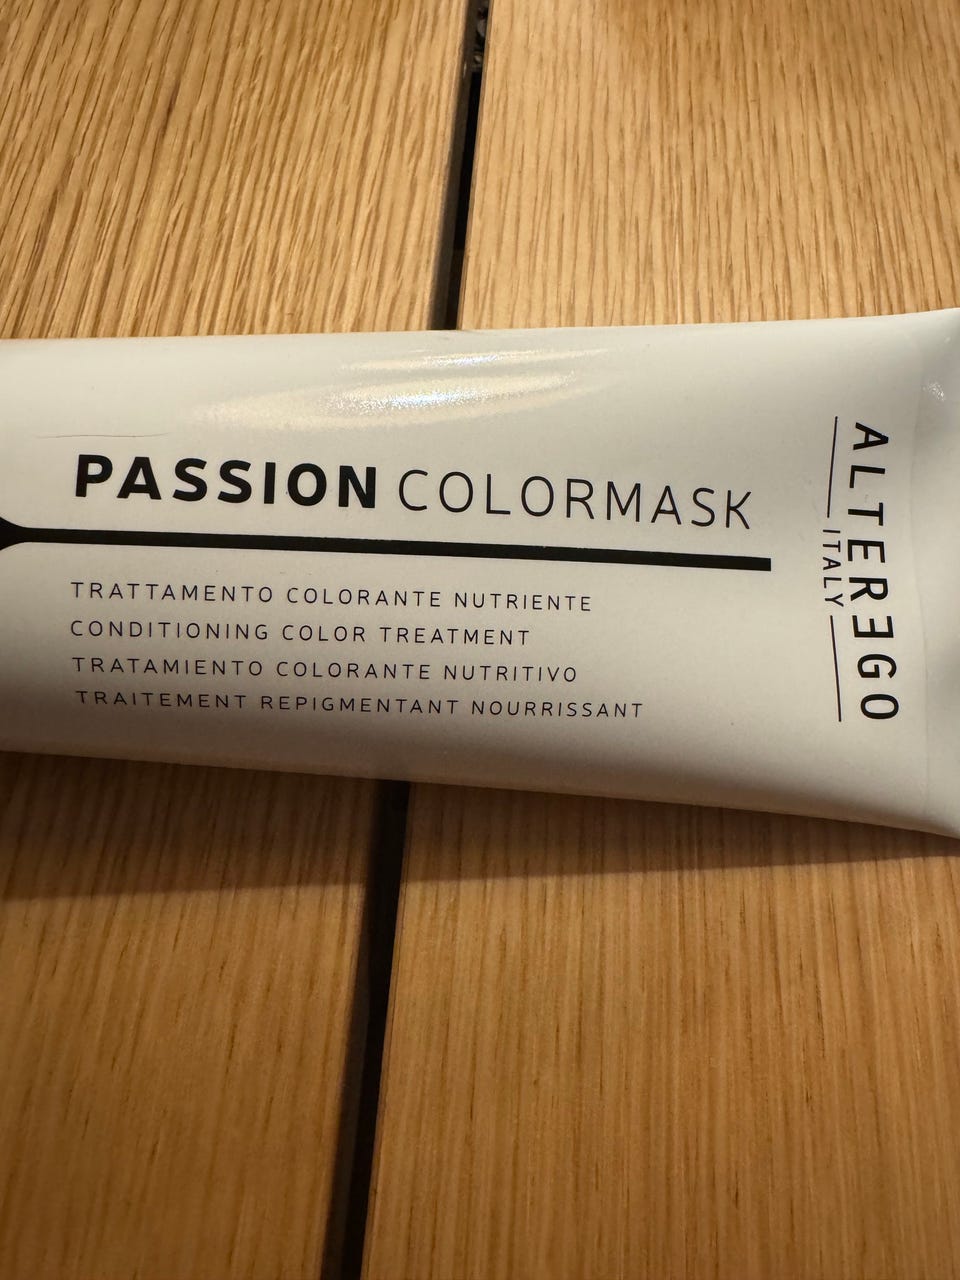 PASSION COLORMASK
TRATTAMENTO COLORANTE NUTRIENTE
CONDITIONING COLOR TREATMENT
TRATAMIENTO COLORANTE NUTRITIVO
TRAITEMENT REPIGMENTANT NOURRISSANT
ALTEREGO
ITALY